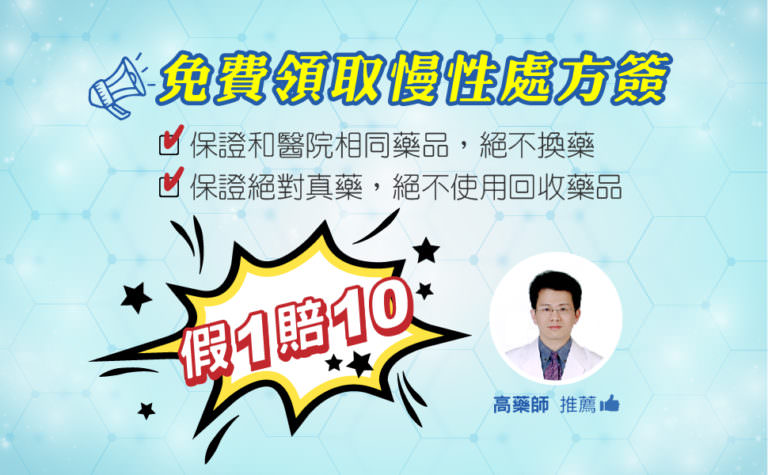 免費領取慢性處方簽
保證和醫院相同藥品，絕不換藥
保證絕對真藥，絕不使用回收藥品
假1賠10
高藥師 推薦